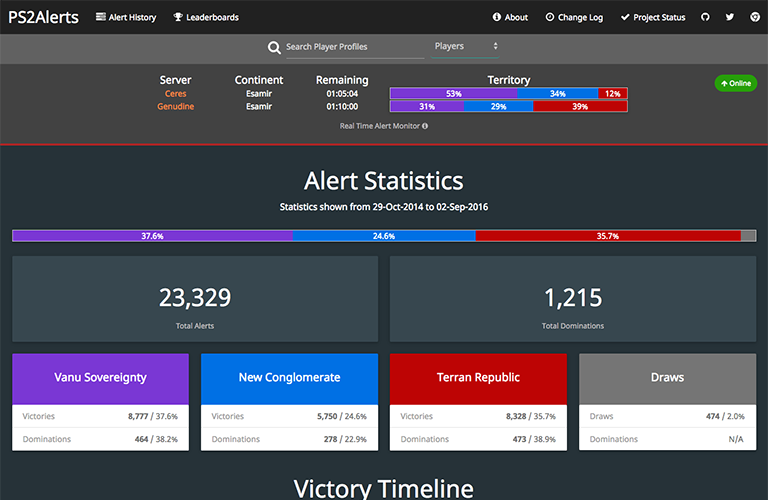 PS2Alerts Alert History Leaderboards About Change Log Project Status
Search Player Profiles Players
Server Continent Remaining Territory
Ceres Esamir 01:05:04 53% 34% 12%
Genudine Esamir 01:10:00 31% 29% 39%
Online
Real Time Alert Monitor
Alert Statistics
Statistics shown from 29-Oct-2014 to 02-Sep-2016
37.6% 24.6% 35.7%
23,329 1,215
Total Alerts Total Dominations
Vanu Sovereignty New Conglomerate Terran Republic Draws
Victories 8,777 / 37.6% Victories 5,750 / 24.6% Victories 8,328 / 35.7% Draws 474 / 2.0%
Dominations 464 / 38.2% Dominations 278 / 22.9% Dominations 473 / 38.9% Dominations N/A
Victory Timeline